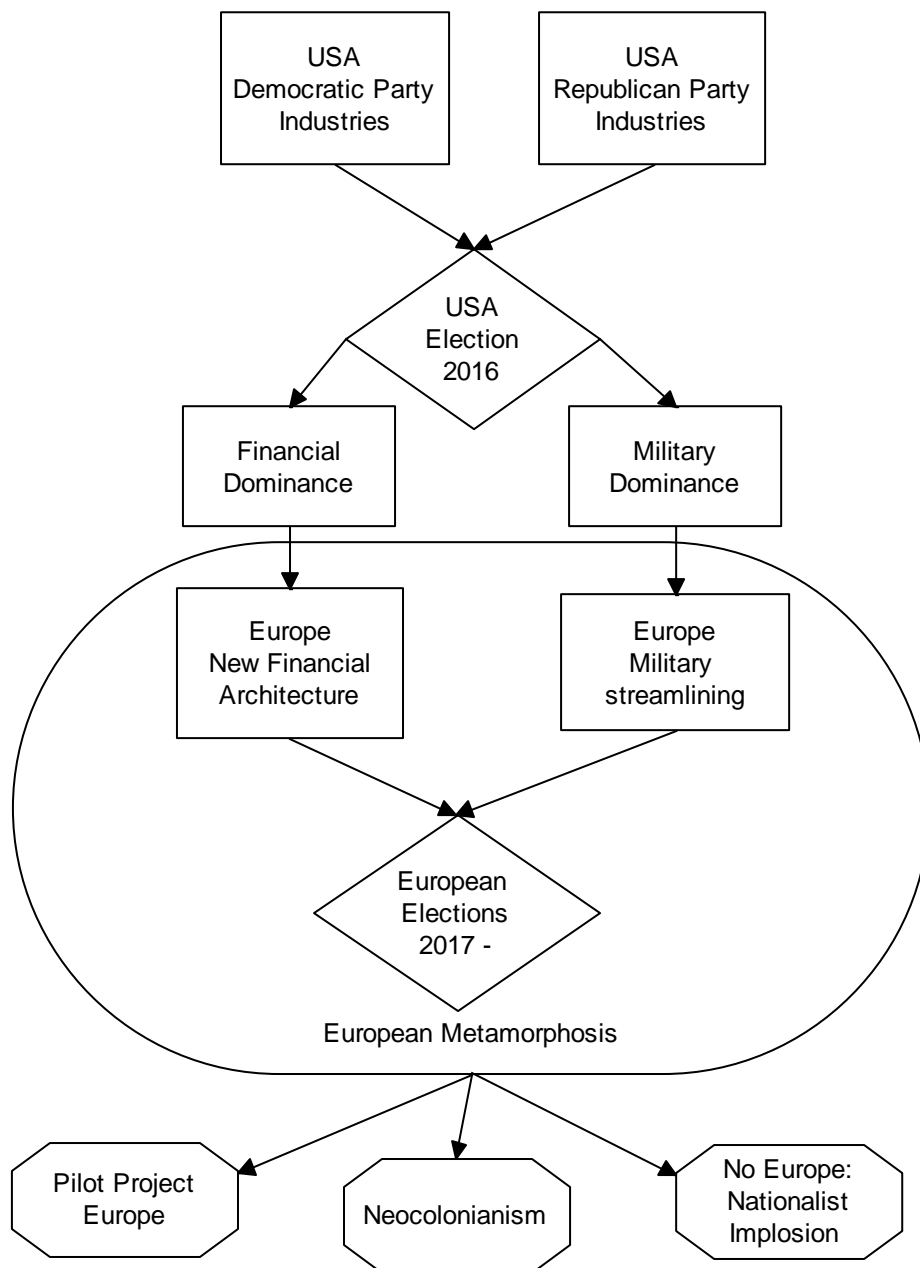 USA
Democratic Party
Industries
USA
Republican Party
Industries
USA
Election
2016
Financial
Dominance
Military
Dominance
Europe
New Financial
Architecture
Europe
Military
streamlining
European
Elections
2017 -
European Metamorphosis
Pilot Project
Europe
Neocolonianism
No Europe:
Nationalist
Implosion